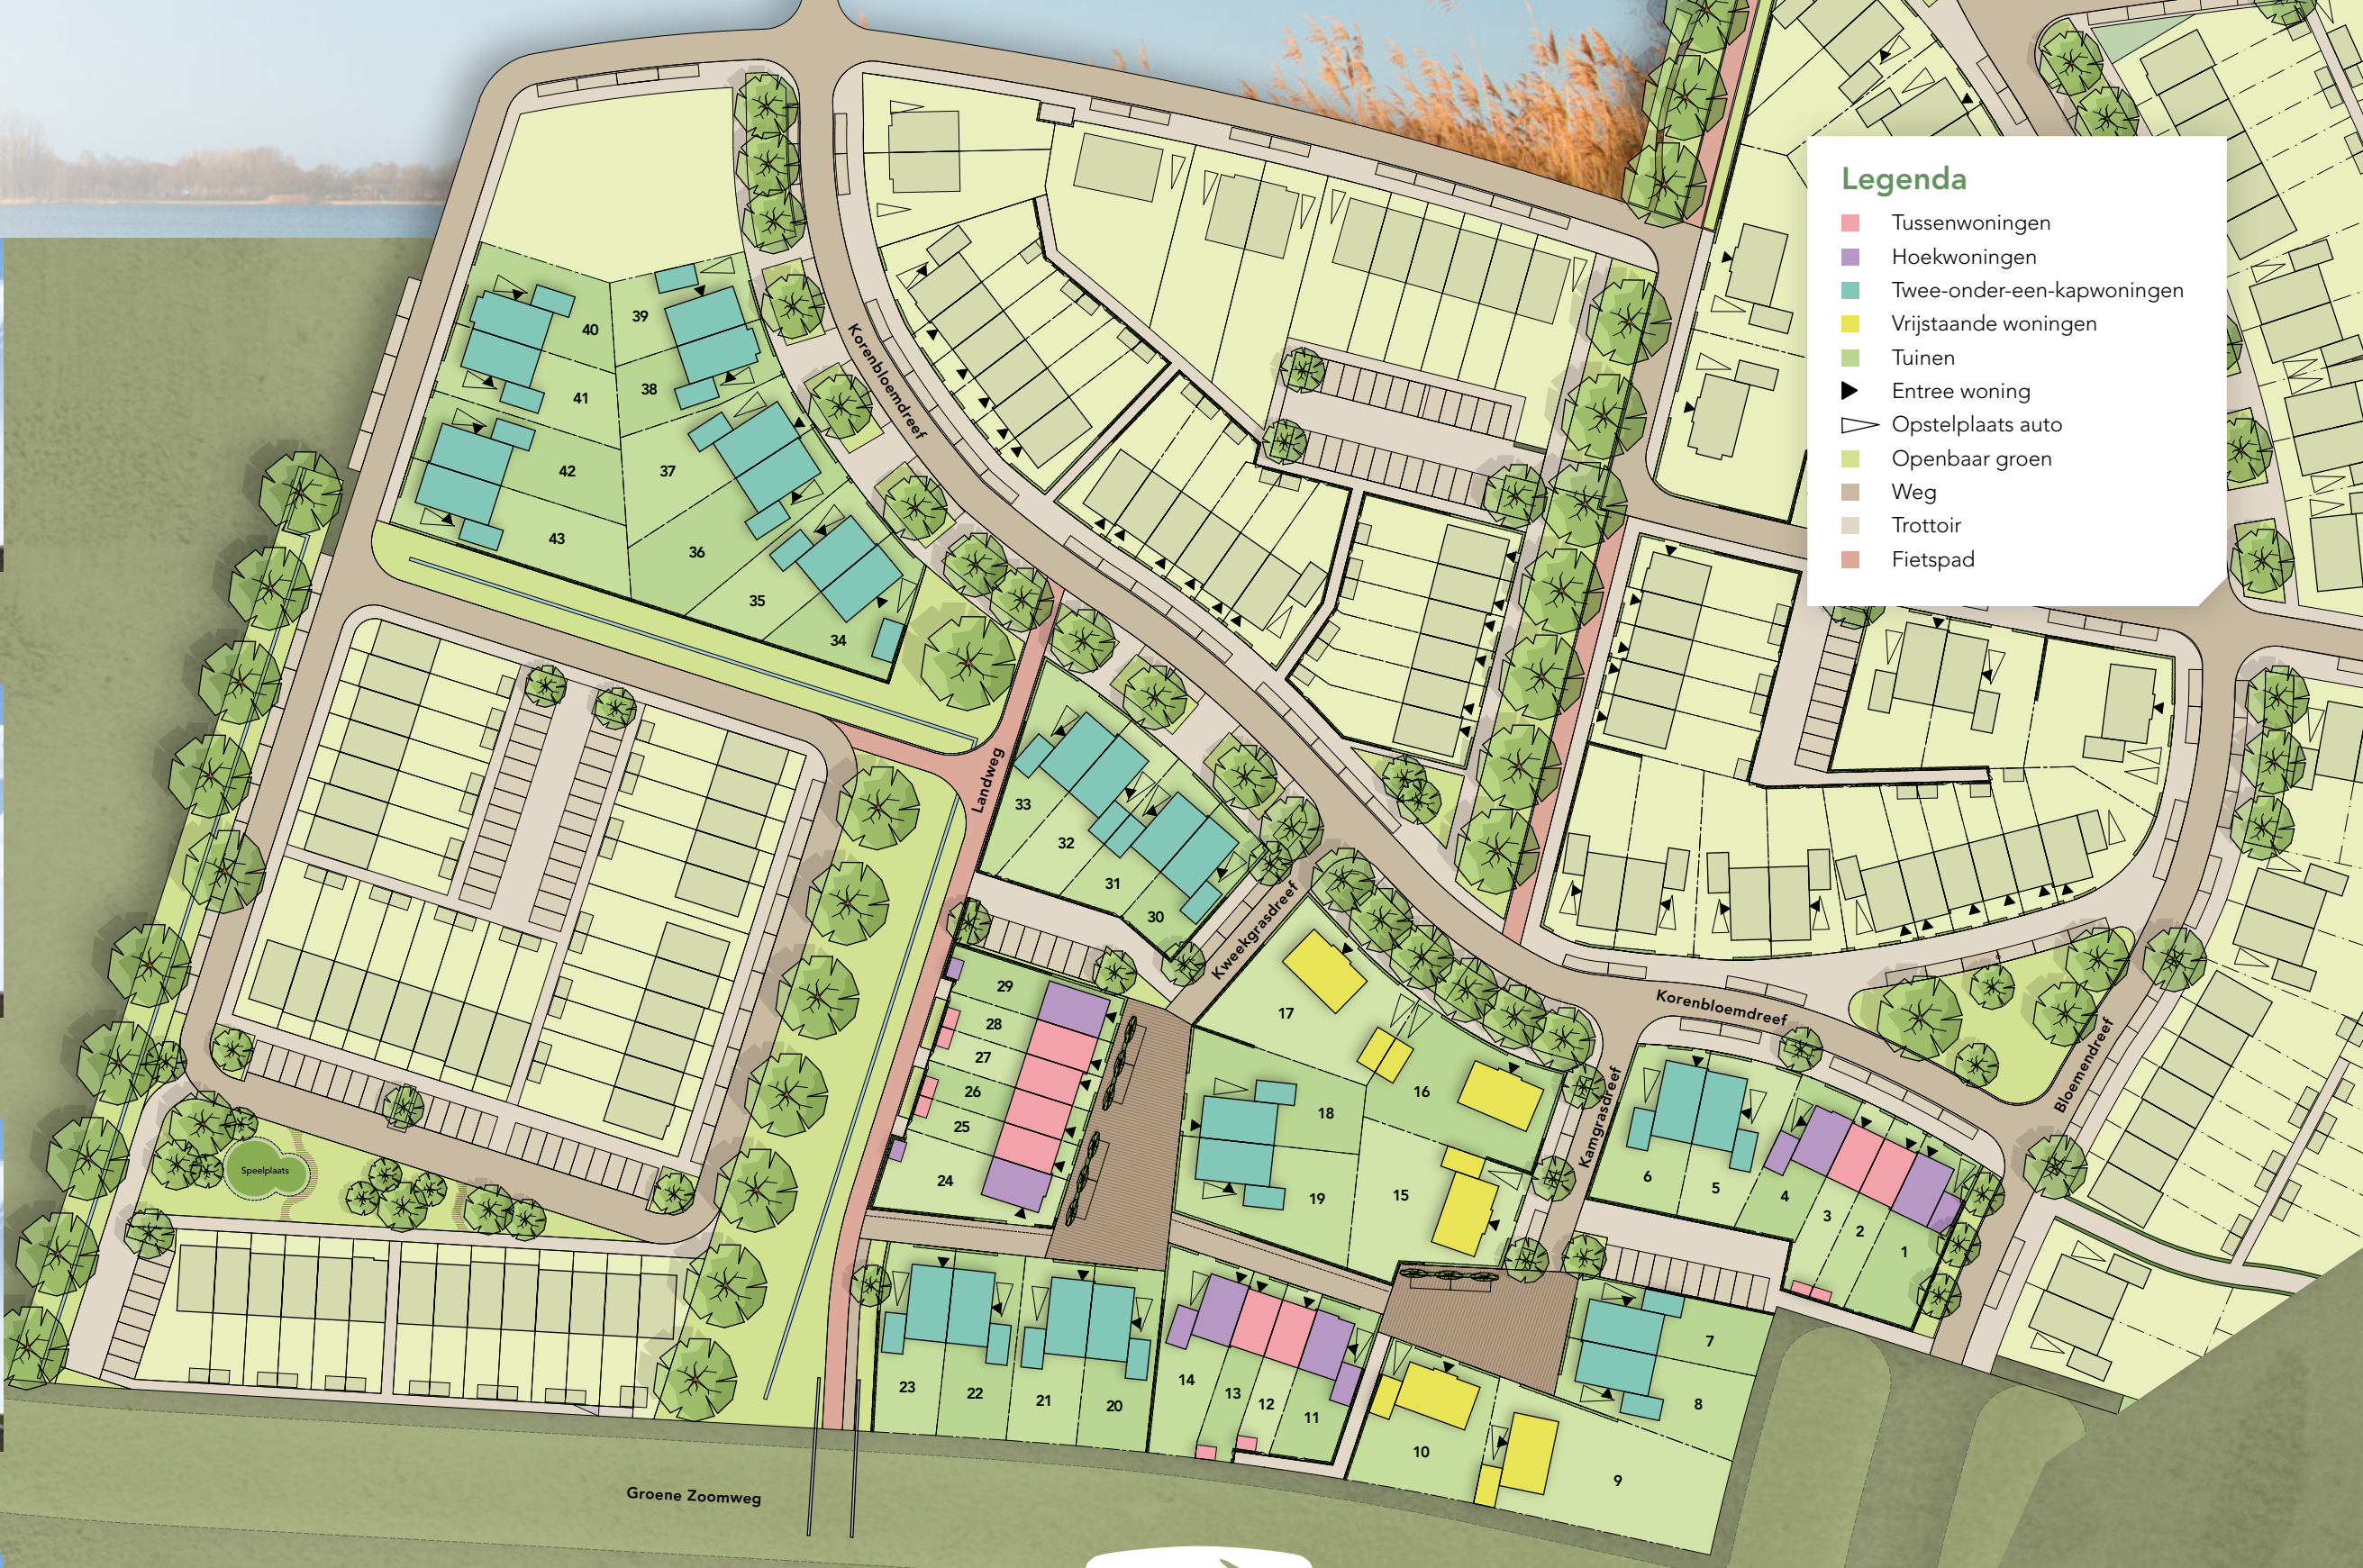 Legenda
Tussenwoningen
Hoekwoningen
Twee-onder-een-kapwoningen
Vrijstaande woningen
Tuinen
Entree woning
Opstelplaats auto
Openbaar groen
Weg
Trottoir
Fietspad
40
39
41
38
42
37
43
36
35
34
Korenbloemdreef
Landweg
33
32
31
30
Kweekgrasdreef
29
28
27
26
25
24
17
16
18
19
15
Korenbloemdreef
Kamgrasdreef
Bloemendreef
6
5
4
3
2
1
Speelplaats
23
22
21
20
14
13
12
11
7
8
10
9
Groene Zoomweg